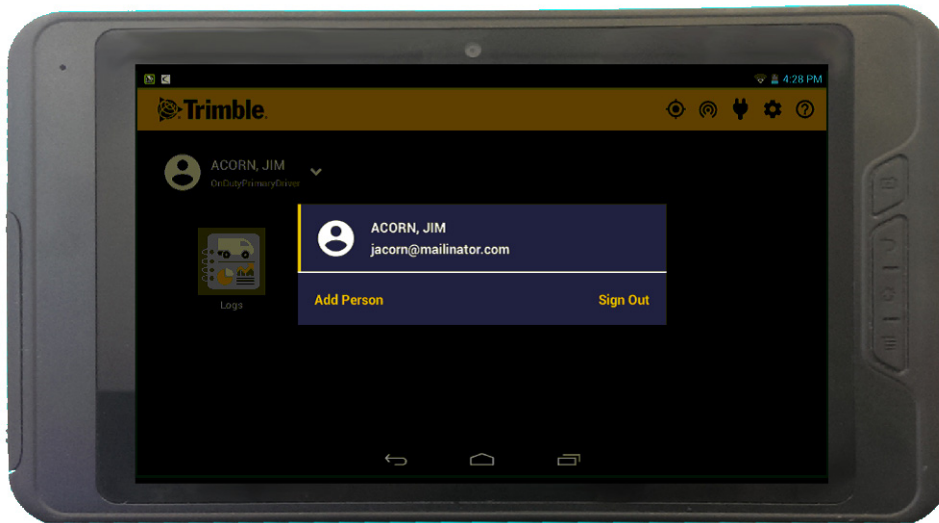 4:28 PM
Trimble.
ACORN, JIM
OnDutyPrimaryDriver
ACORN, JIM
jacorn@mailinator.com
Logs
Add Person
Sign Out